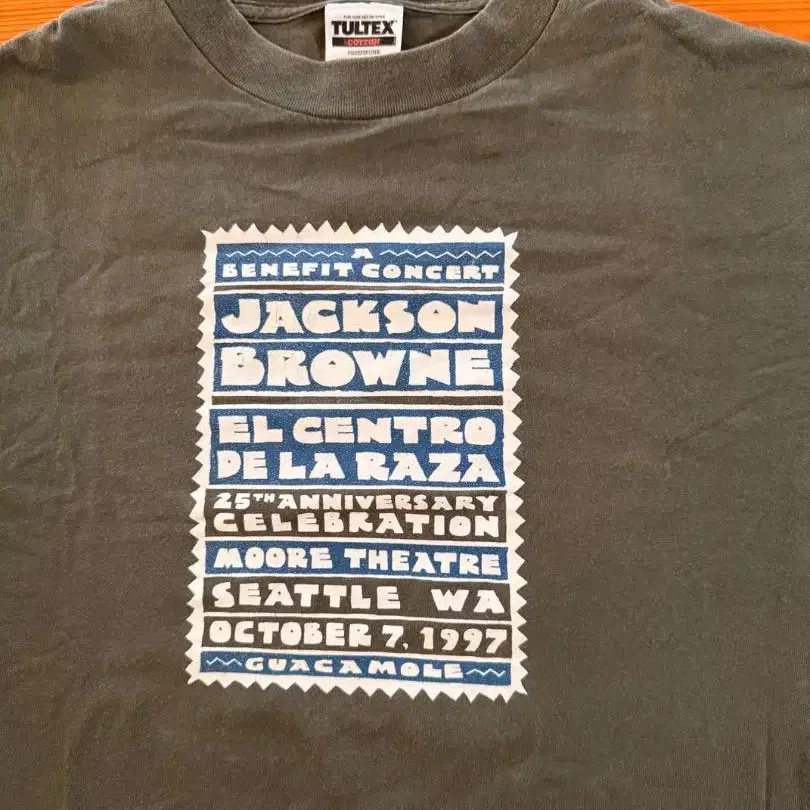 TULTEX
COTTON
A
BENEFIT CONCERT
JACKSON
BROWNE
EL CENTRO
DE LA RAZA
25TH ANNIVERSARY
CELEBRATION
MOORE THEATRE
SEATTLE WA
OCTOBER 7, 1997
GUACAMOLE